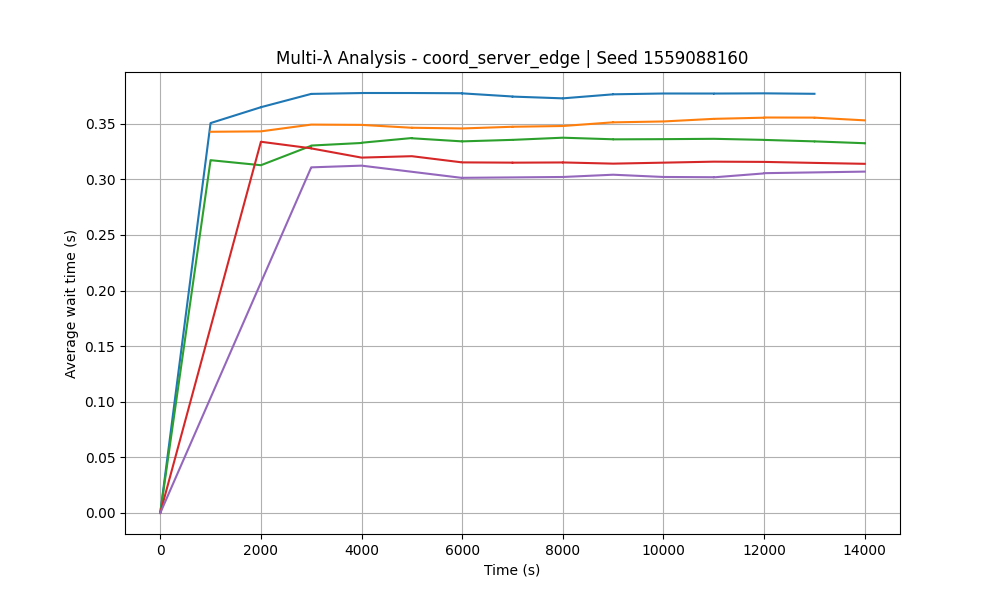 Multi-λ Analysis - coord_server_edge | Seed 1559088160
Average wait time (s)
0.35
0.30
0.25
0.20
0.15
0.10
0.05
0.00
0 2000 4000 6000 8000 10000 12000 14000
Time (s)